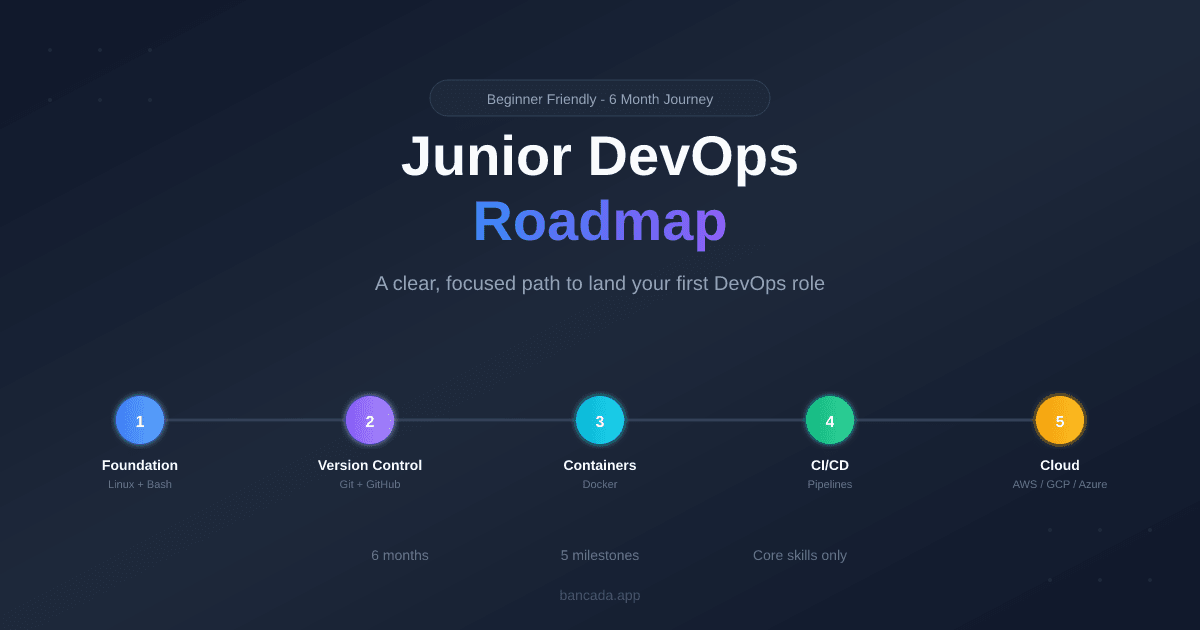 Beginner Friendly - 6 Month Journey
Junior DevOps
Roadmap
A clear, focused path to land your first DevOps role
1
2
3
4
5
Foundation
Version Control
Containers
CI/CD
Cloud
Linux + Bash
Git + GitHub
Docker
Pipelines
AWS / GCP / Azure
6 months
5 milestones
Core skills only
bancada.app